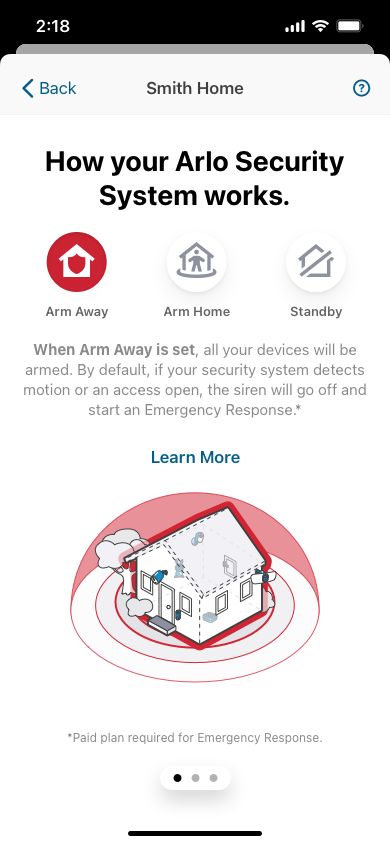 2:18
Back
Smith Home
?
How your Arlo Security
System works.
Arm Away
Arm Home
Standby
When Arm Away is set, all your devices will be
armed. By default, if your security system detects
motion or an access open, the siren will go off and
start an Emergency Response.*
Learn More
*Paid plan required for Emergency Response.